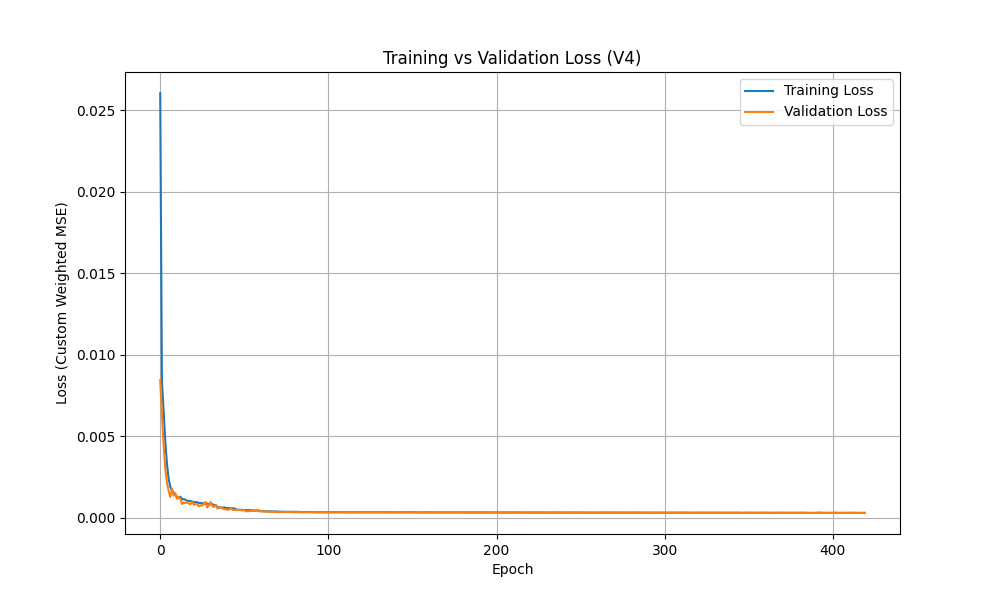 Training vs Validation Loss (V4)
Training Loss
Validation Loss
Loss (Custom Weighted MSE)
0.025
0.020
0.015
0.010
0.005
0.000
0 100 200 300 400
Epoch